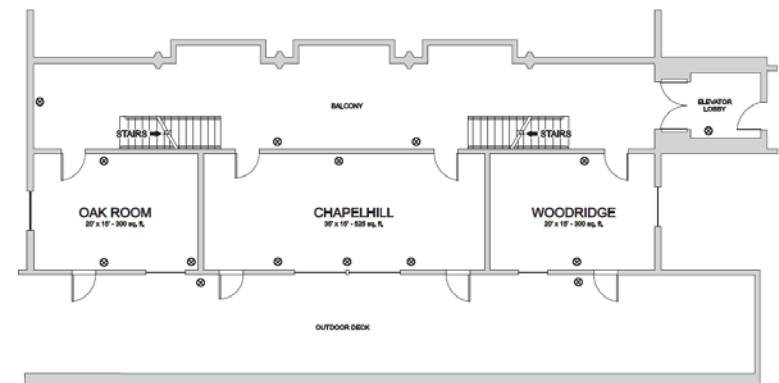 BALCONY
ELEVATOR
LOBBY
STAIRS
STAIRS
OAK ROOM
20' x 15' - 300 sq. ft.
CHAPELHILL
35' x 15' - 525 sq. ft.
WOODRIDGE
20' x 15' - 300 sq. ft.
OUTDOOR DECK